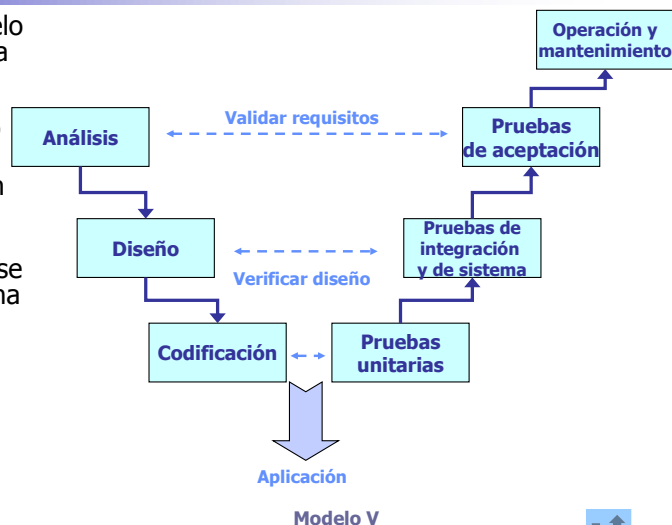 Operación y
mantenimiento
Validar requisitos
Análisis
Pruebas
de aceptación
Diseño
Pruebas de
integración
y de sistema
se
Verificar diseño
Codificación
Pruebas
unitarias
Aplicación
Modelo V